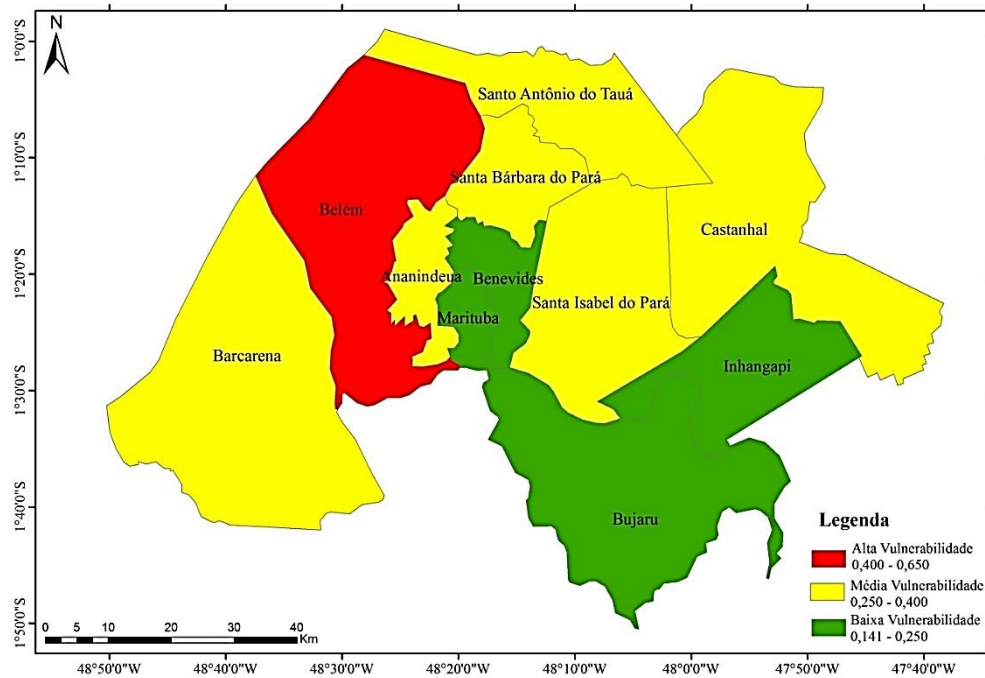 N
1°0'0"S
Santo Antônio do Tauá
1°10'0"S
Santa Bárbara do Pará
Belém
Castanhal
1°20'0"S
Ananindeua
Benevides
Santa Isabel do Pará
Marituba
Barcarena
Inhangapi
1°30'0"S
1°40'0"S
Bujaru
Legenda
Alta Vulnerabilidade
0,400 - 0,650
Média Vulnerabilidade
0,250 - 0,400
Baixa Vulnerabilidade
0,141 - 0,250
1°50'0"S
0 5 10 20 30 40
Km
48°50'0"W 48°40'0"W 48°30'0"W 48°20'0"W 48°10'0"W 48°0'0"W 47°50'0"W 47°40'0"W